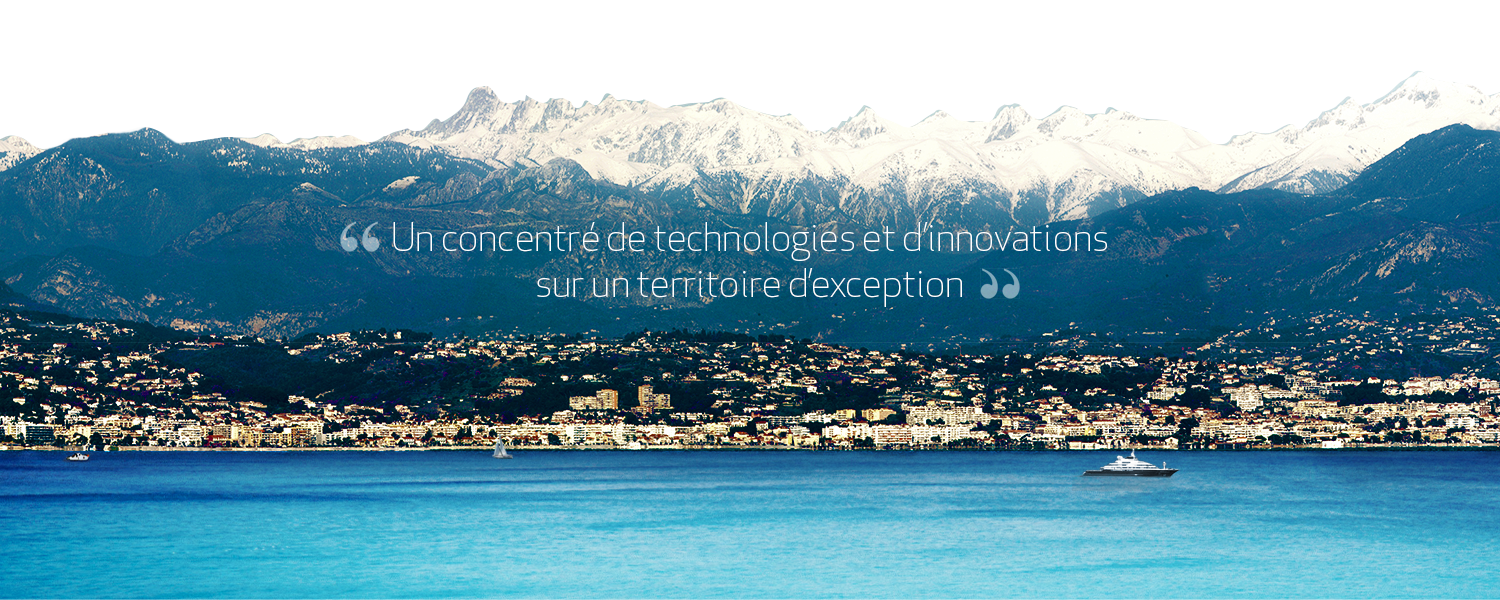 “ Un concentré de technologies et d'innovations
sur un territoire d'exception ”